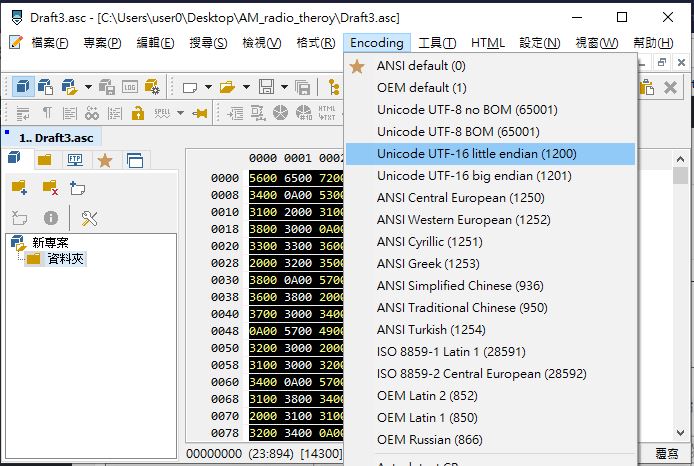 Draft3.asc - [C:\Users\user0\Desktop\AM_radio_theroy\Draft3.asc]
檔案(F) 專案(P) 編輯(E) 搜尋(S) 檢視(V) 格式(R) Encoding 工具(T) HTML 設定(N) 視窗(W) 幫助(H)
ANSI default (0)
OEM default (1)
Unicode UTF-8 no BOM (65001)
Unicode UTF-8 BOM (65001)
Unicode UTF-16 little endian (1200)
Unicode UTF-16 big endian (1201)
ANSI Central European (1250)
ANSI Western European (1252)
ANSI Cyrillic (1251)
ANSI Greek (1253)
ANSI Simplified Chinese (936)
ANSI Traditional Chinese (950)
ANSI Turkish (1254)
ISO 8859-1 Latin 1 (28591)
ISO 8859-2 Central European (28592)
OEM Latin 2 (852)
OEM Latin 1 (850)
OEM Russian (866)
LOG
SPELL
HTML TXT
1.. Draft3.asc
FTP
新專案
資料夾
0000 0001 0002
0000 5600 6500 7200
0008 3400 0A00 5300
0010 3100 2000 3100
0018 3800 3000 0A00
0020 3300 3300 3600
0028 2000 3200 3500
0030 3800 0A00 5700
0038 3600 3800 2000
0040 3700 3000 3400
0048 0A00 5700 4900
0050 3200 3000 2000
0058 3100 3000 3200
0060 3400 0A00 5700
0068 3100 3800 3400
0070 2000 3100 3100
0078 3200 3400 0A00
00000000 (23:894) [14300]
覆寫